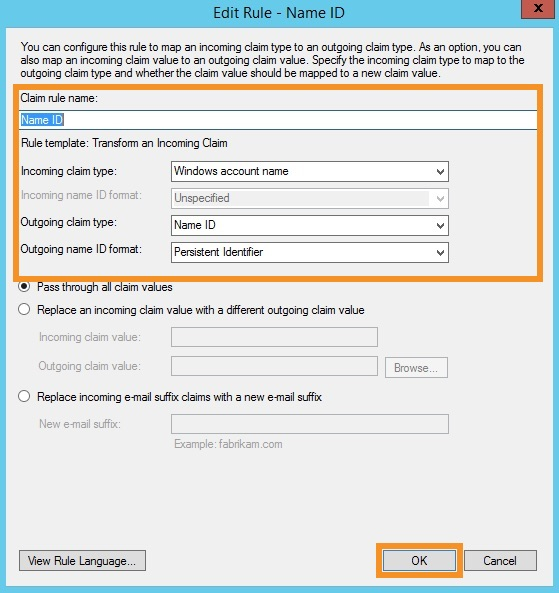 Edit Rule - Name ID
x
You can configure this rule to map an incoming claim type to an outgoing claim type. As an option, you can
also map an incoming claim value to an outgoing claim value. Specify the incoming claim type to map to the
outgoing claim type and whether the claim value should be mapped to a new claim value.
Claim rule name:
Name ID
Rule template: Transform an Incoming Claim
Incoming claim type: Windows account name
Incoming name ID format: Unspecified
Outgoing claim type: Name ID
Outgoing name ID format: Persistent Identifier
Pass through all claim values
Replace an incoming claim value with a different outgoing claim value
Incoming claim value:
Outgoing claim value: Browse...
Replace incoming e-mail suffix claims with a new e-mail suffix
New e-mail suffix:
Example: fabrikam.com
View Rule Language... OK Cancel